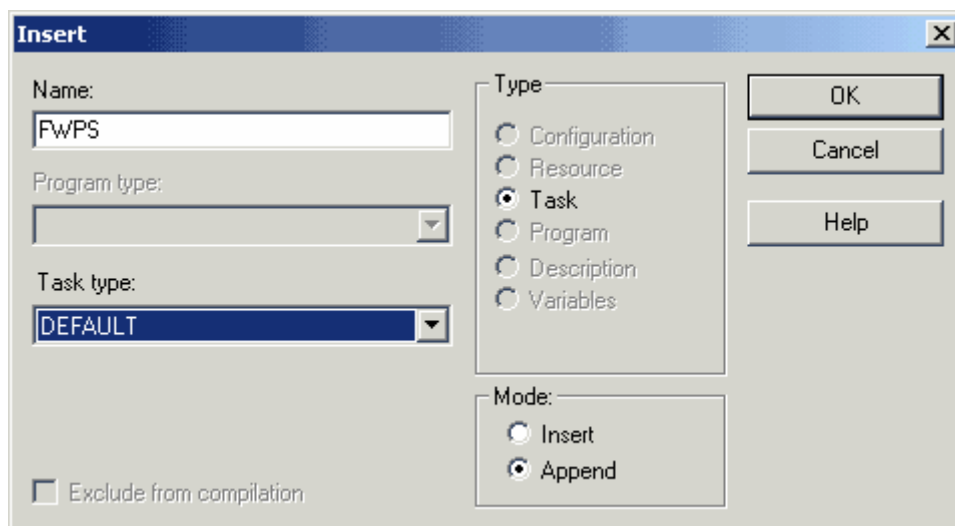 Insert
Name:
FWPS
Program type:
Task type:
DEFAULT
Exclude from compilation
Type
Configuration
Resource
Task
Program
Description
Variables
Mode:
Insert
Append
OK
Cancel
Help